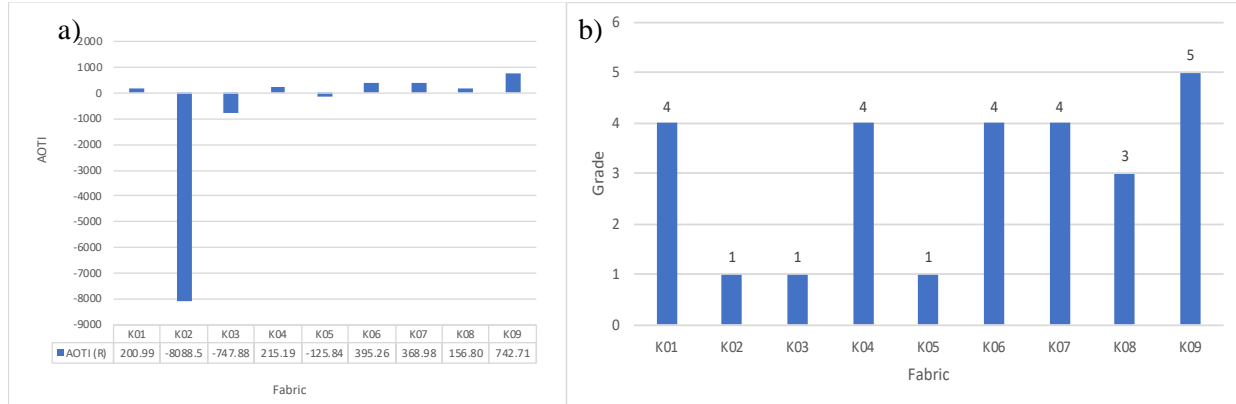 a)
2000
1000
0
-1000
-2000
-3000
-4000
-5000
-6000
-7000
-8000
-9000
AOTI
K01 K02 K03 K04 K05 K06 K07 K08 K09
AOTI (R) 200.99 -8088.5 -747.88 215.19 -125.84 395.26 368.98 156.80 742.71
Fabric
b)
6
5
4
3
2
1
0
Grade
4 1 1 4 1 4 4 3 5
K01 K02 K03 K04 K05 K06 K07 K08 K09
Fabric